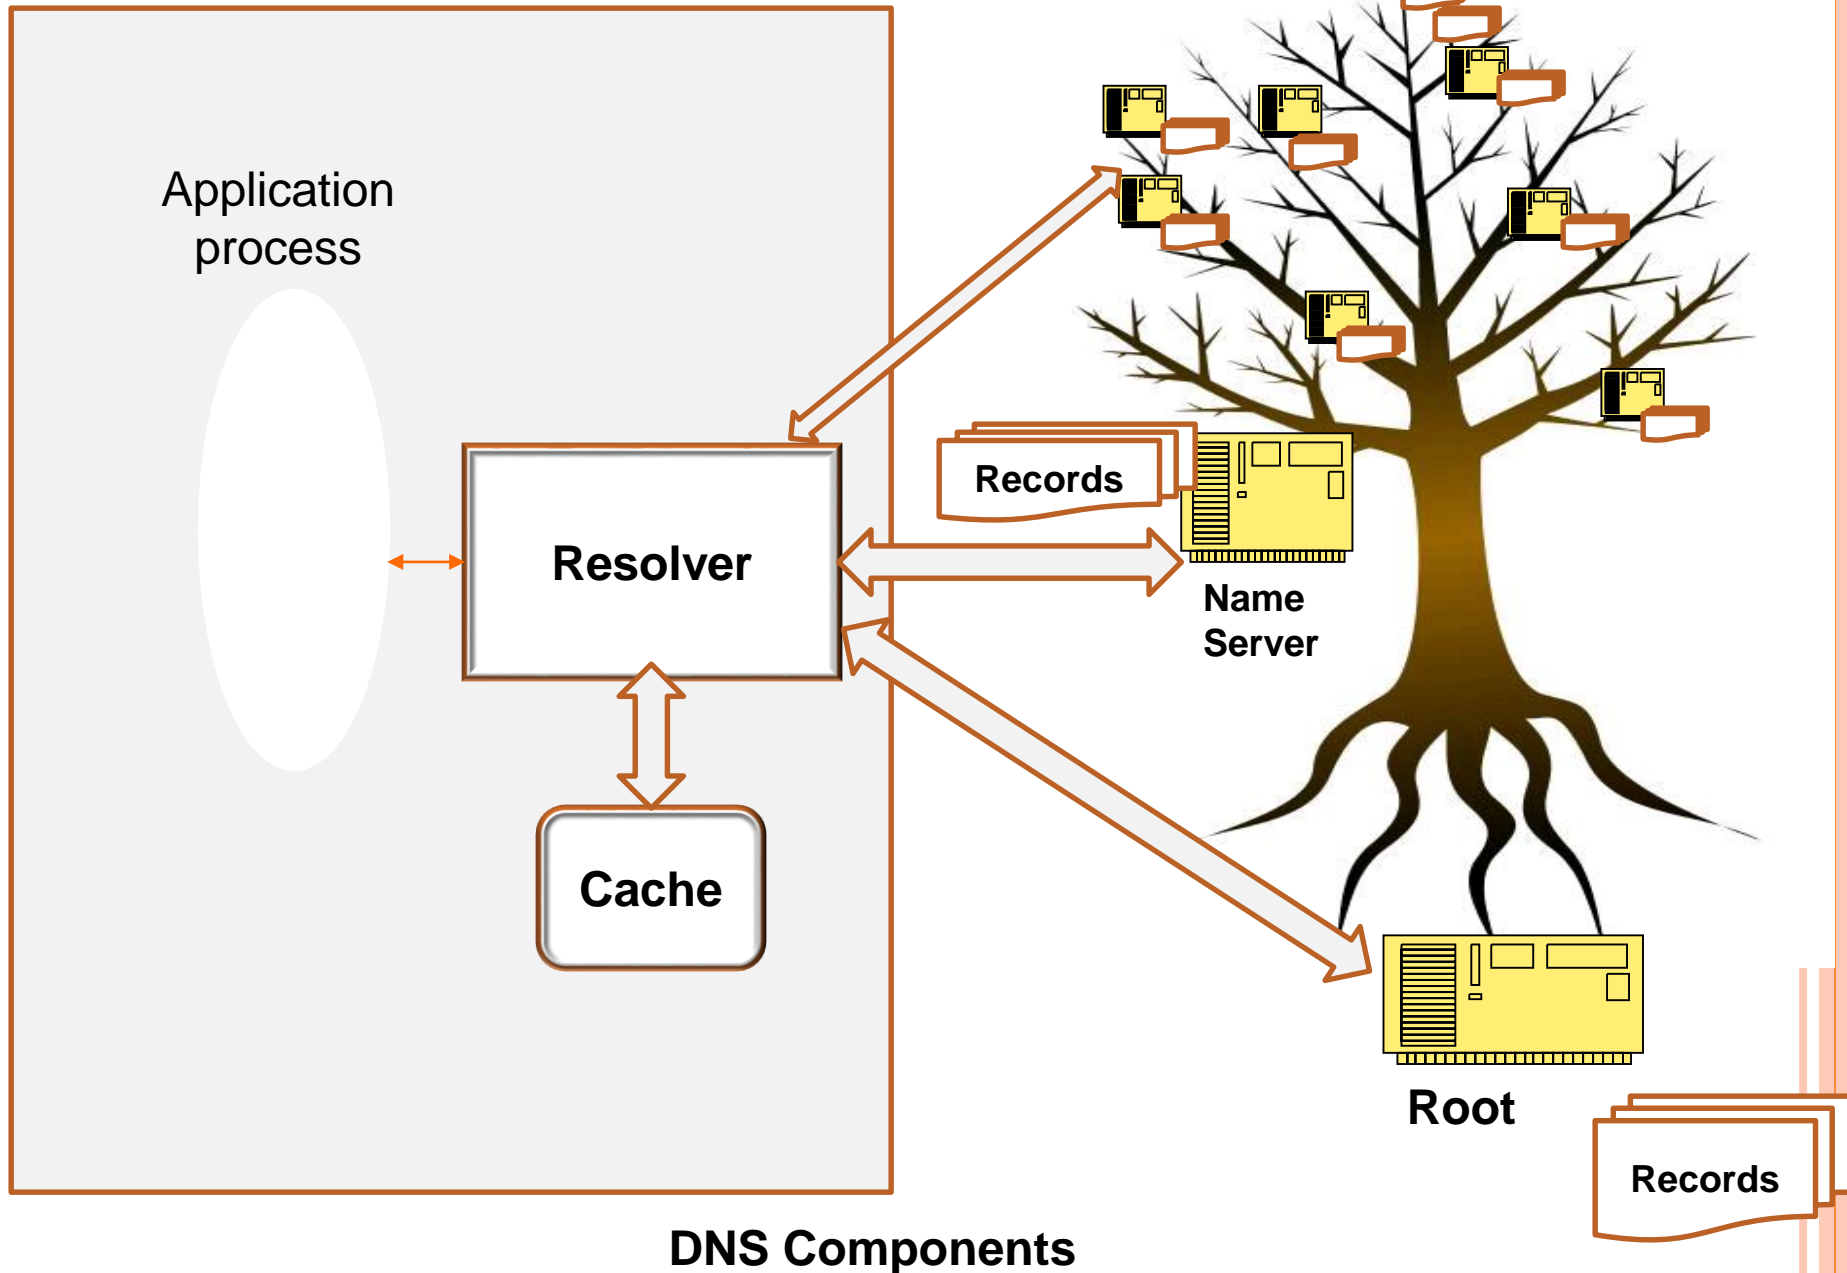 Application
process
Records
Resolver
Name
Server
Cache
Root
Records
DNS Components